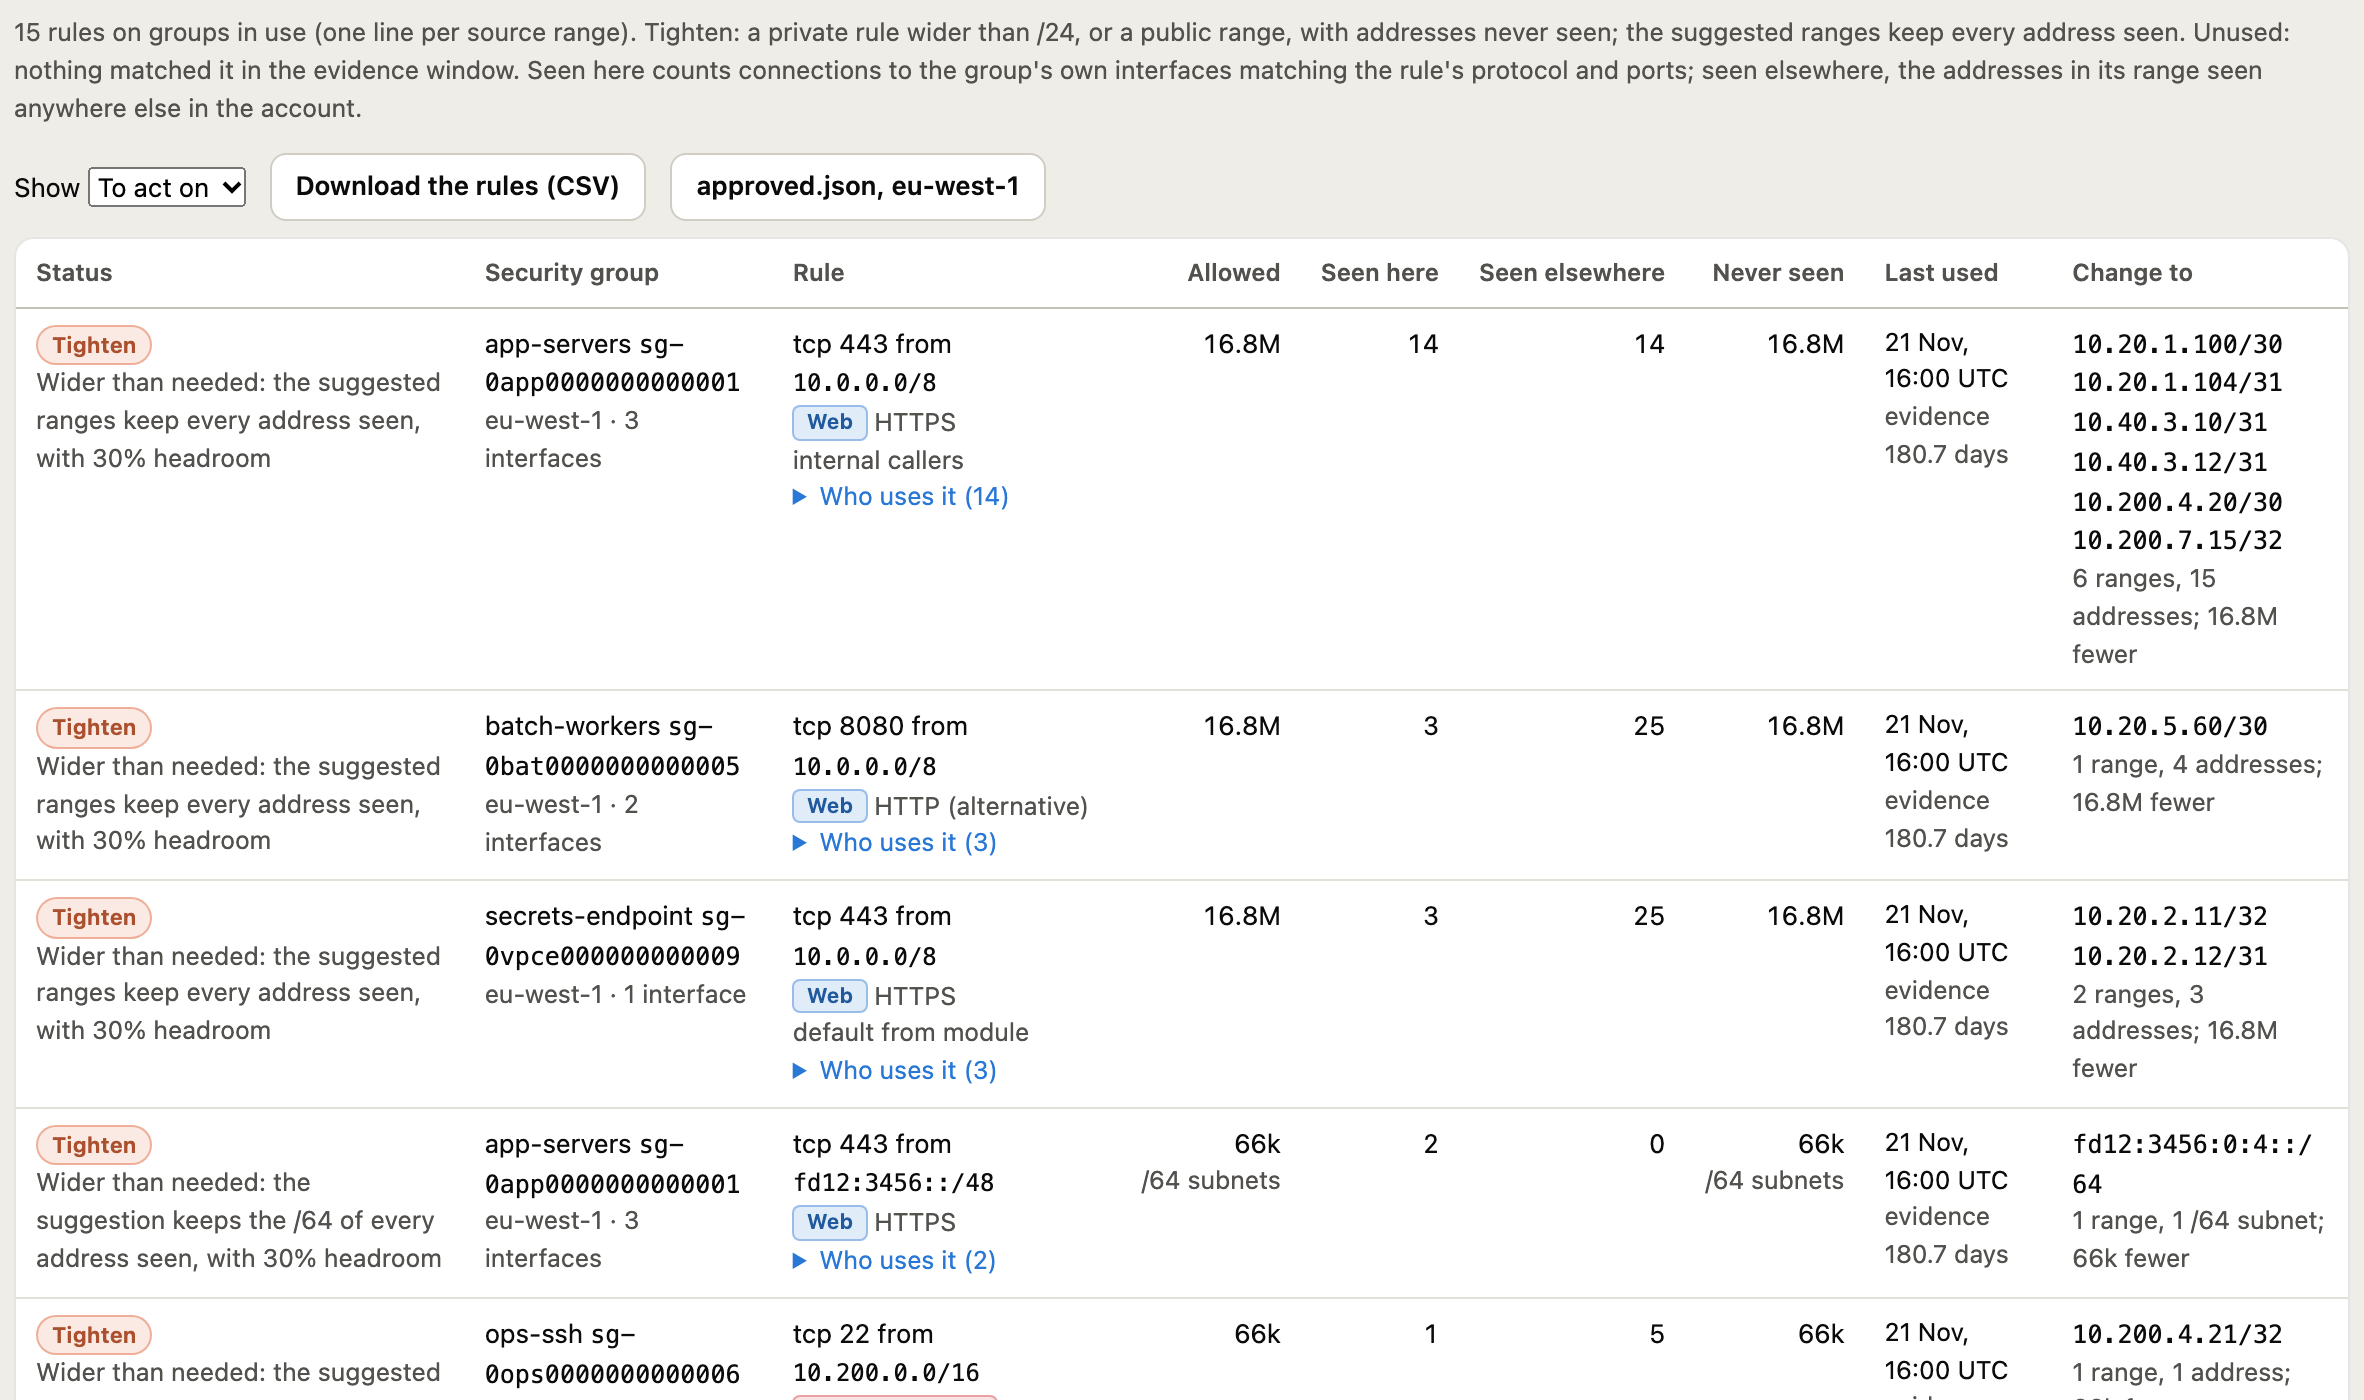 15 rules on groups in use (one line per source range). Tighten: a private rule wider than /24, or a public range, with addresses never seen; the suggested ranges keep every address seen. Unused:
nothing matched it in the evidence window. Seen here counts connections to the group's own interfaces matching the rule's protocol and ports; seen elsewhere, the addresses in its range seen
anywhere else in the account.
Show To act on Download the rules (CSV) approved.json, eu-west-1
Status Security group Rule Allowed Seen here Seen elsewhere Never seen Last used Change to
Tighten
Wider than needed: the suggested
ranges keep every address seen,
with 30% headroom
app-servers sg-
0app0000000000001
eu-west-1 · 3
interfaces
tcp 443 from
10.0.0.0/8
Web HTTPS
internal callers
▶ Who uses it (14)
16.8M
14
14
16.8M
21 Nov,
16:00 UTC
evidence
180.7 days
10.20.1.100/30
10.20.1.104/31
10.40.3.10/31
10.40.3.12/31
10.200.4.20/30
10.200.7.15/32
6 ranges, 15
addresses; 16.8M
fewer
Tighten
Wider than needed: the suggested
ranges keep every address seen,
with 30% headroom
batch-workers sg-
0bat0000000000005
eu-west-1 · 2
interfaces
tcp 8080 from
10.0.0.0/8
Web HTTP (alternative)
▶ Who uses it (3)
16.8M
3
25
16.8M
21 Nov,
16:00 UTC
evidence
180.7 days
10.20.5.60/30
1 range, 4 addresses;
16.8M fewer
Tighten
Wider than needed: the suggested
ranges keep every address seen,
with 30% headroom
secrets-endpoint sg-
0vpce000000000009
eu-west-1 · 1 interface
tcp 443 from
10.0.0.0/8
Web HTTPS
default from module
▶ Who uses it (3)
16.8M
3
25
16.8M
21 Nov,
16:00 UTC
evidence
180.7 days
10.20.2.11/32
10.20.2.12/31
2 ranges, 3
addresses; 16.8M
fewer
Tighten
Wider than needed: the
suggestion keeps the /64 of every
address seen, with 30% headroom
app-servers sg-
0app0000000000001
eu-west-1 · 3
interfaces
tcp 443 from
fd12:3456::/48
Web HTTPS
▶ Who uses it (2)
66k
/64 subnets
2
0
66k
/64 subnets
21 Nov,
16:00 UTC
evidence
180.7 days
fd12:3456:0:4::/
64
1 range, 1 /64 subnet;
66k fewer
Tighten
Wider than needed: the suggested
ops-ssh sg-
0ops0000000000006
tcp 22 from
10.200.0.0/16
66k
1
5
66k
21 Nov,
16:00 UTC
10.200.4.21/32
1 range, 1 address;